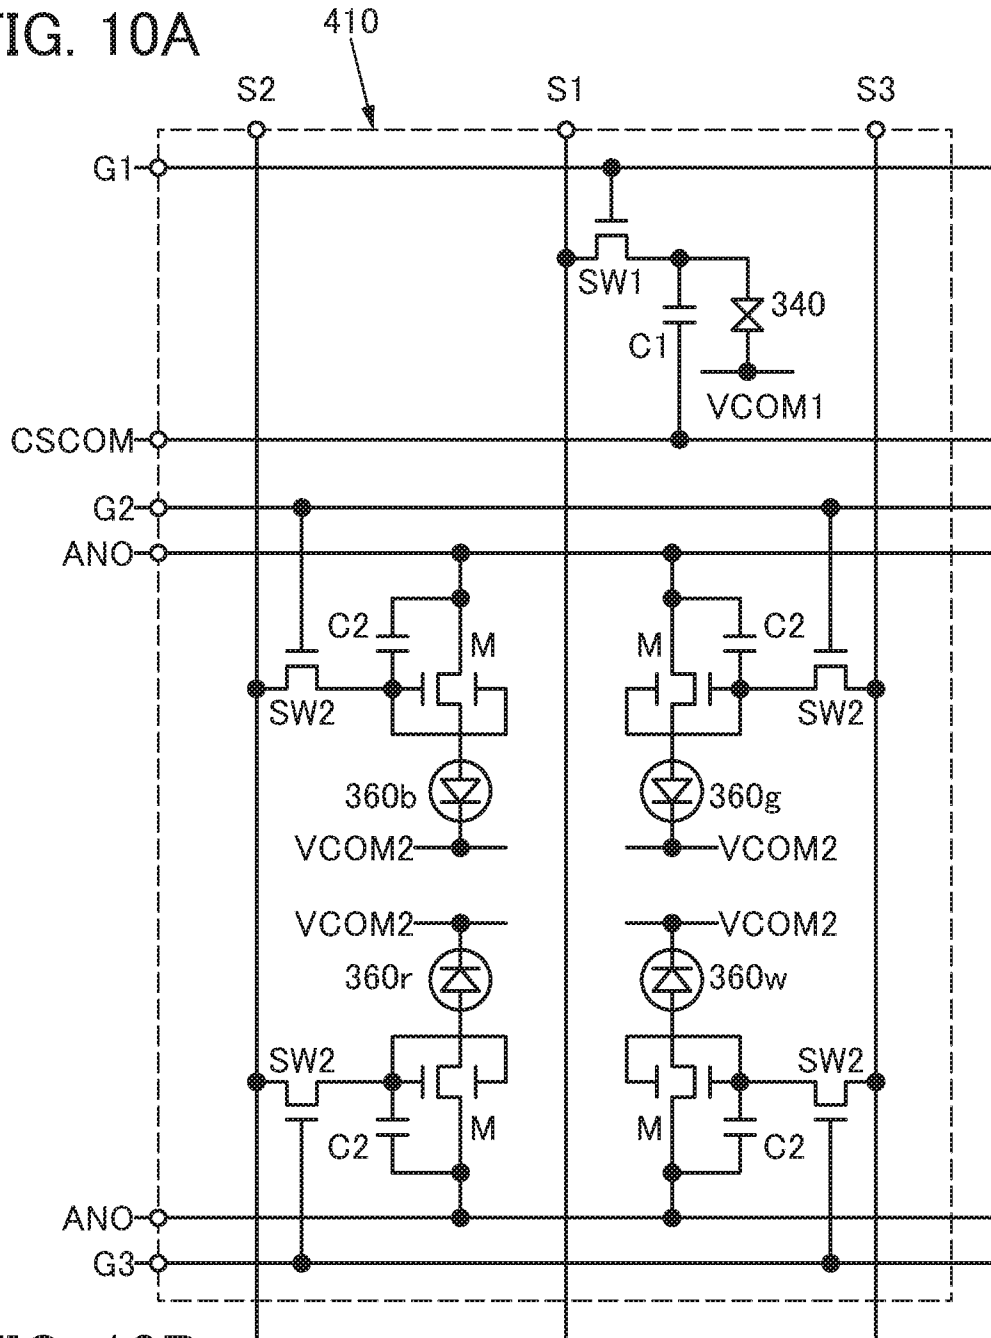 FIG. 10A
410
S2 S1 S3
G1
SW1
340
C1
VCOM1
CSCOM
G2
ANO
C2 M M C2
SW2 SW2
360b 360g
VCOM2 VCOM2
VCOM2 VCOM2
360r 360w
SW2 SW2
C2 M M C2
ANO
G3